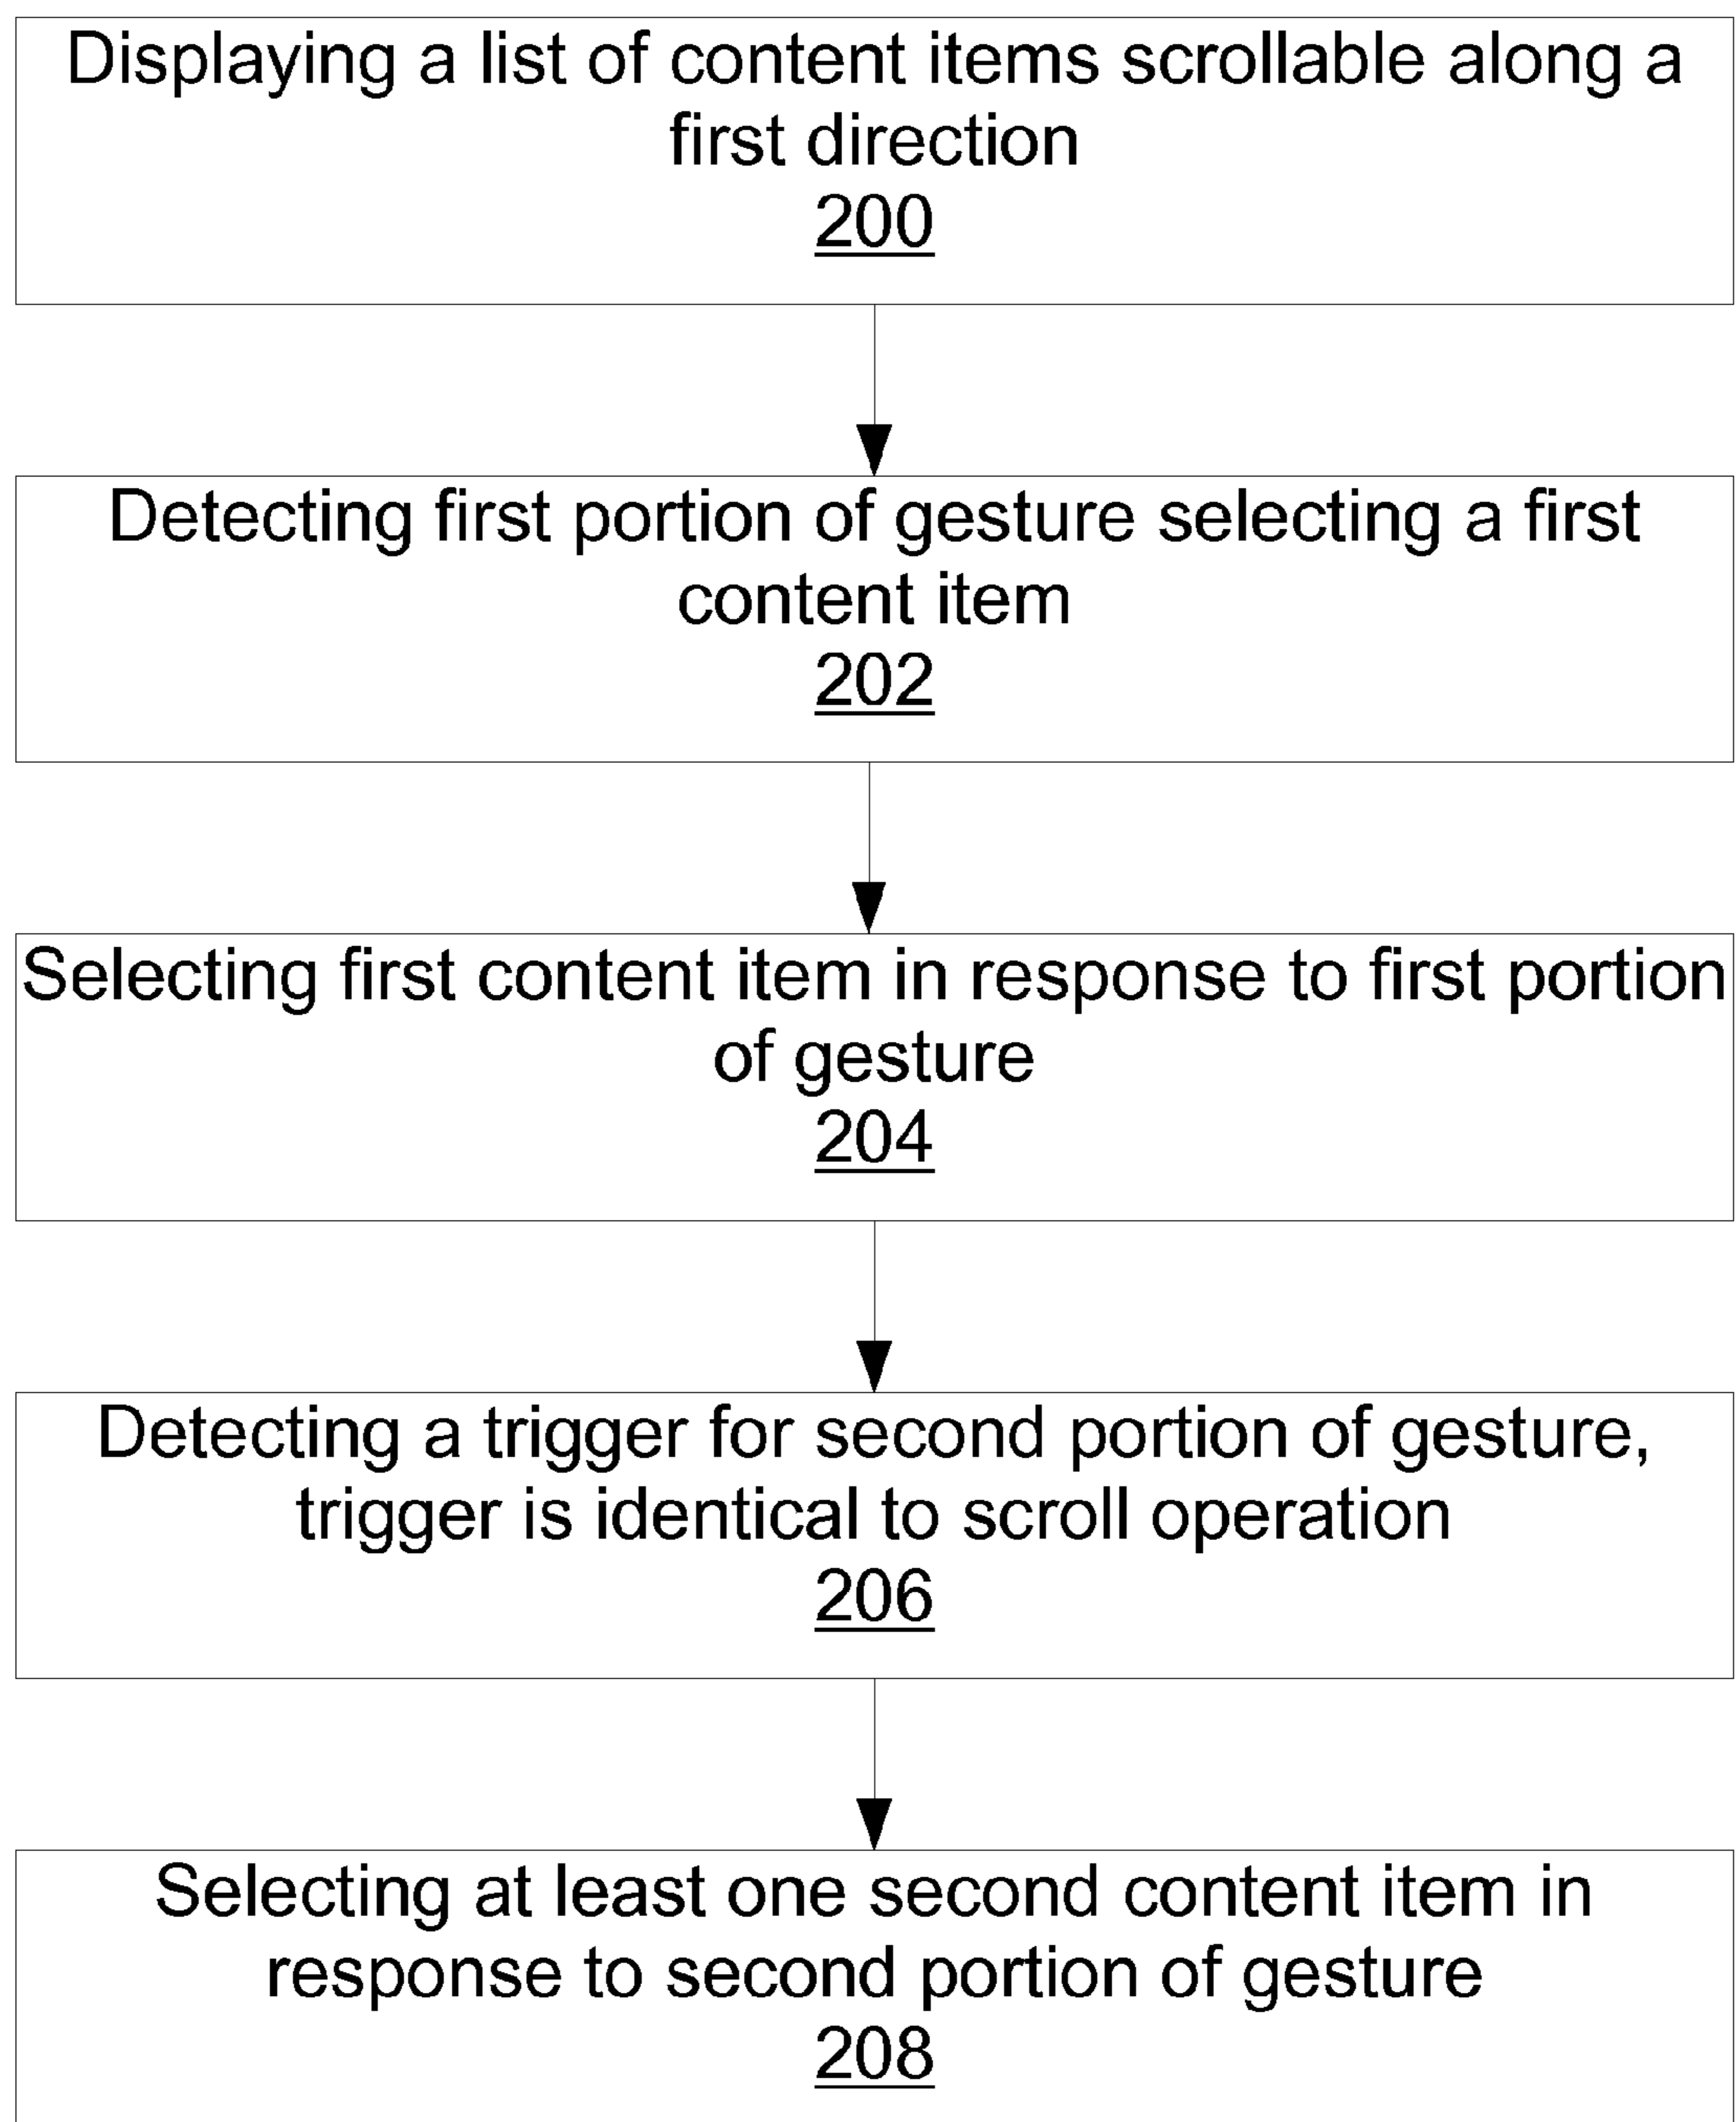 Displaying a list of content items scrollable along a
first direction
200
Detecting first portion of gesture selecting a first
content item
202
Selecting first content item in response to first portion
of gesture
204
Detecting a trigger for second portion of gesture,
trigger is identical to scroll operation
206
Selecting at least one second content item in
response to second portion of gesture
208